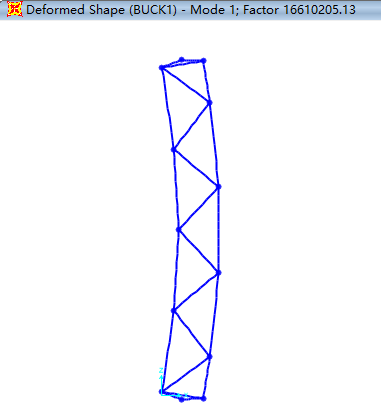 Deformed Shape (BUCK1) - Mode 1; Factor 16610205.13